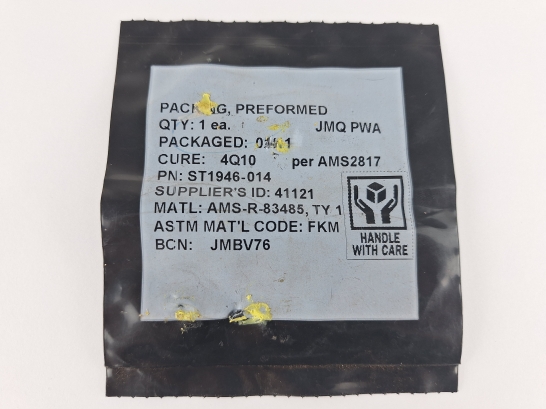 PACKING, PREFORMED
QTY: 1 ea. JMQ PWA
PACKAGED:
CURE: 4Q10 per AMS2817
PN: ST1946-014
SUPPLIER'S ID: 41121
MATL: AMS-R-83485, TY 1
ASTM MAT'L CODE: FKM
BCN: JMBV76
HANDLE
WITH CARE